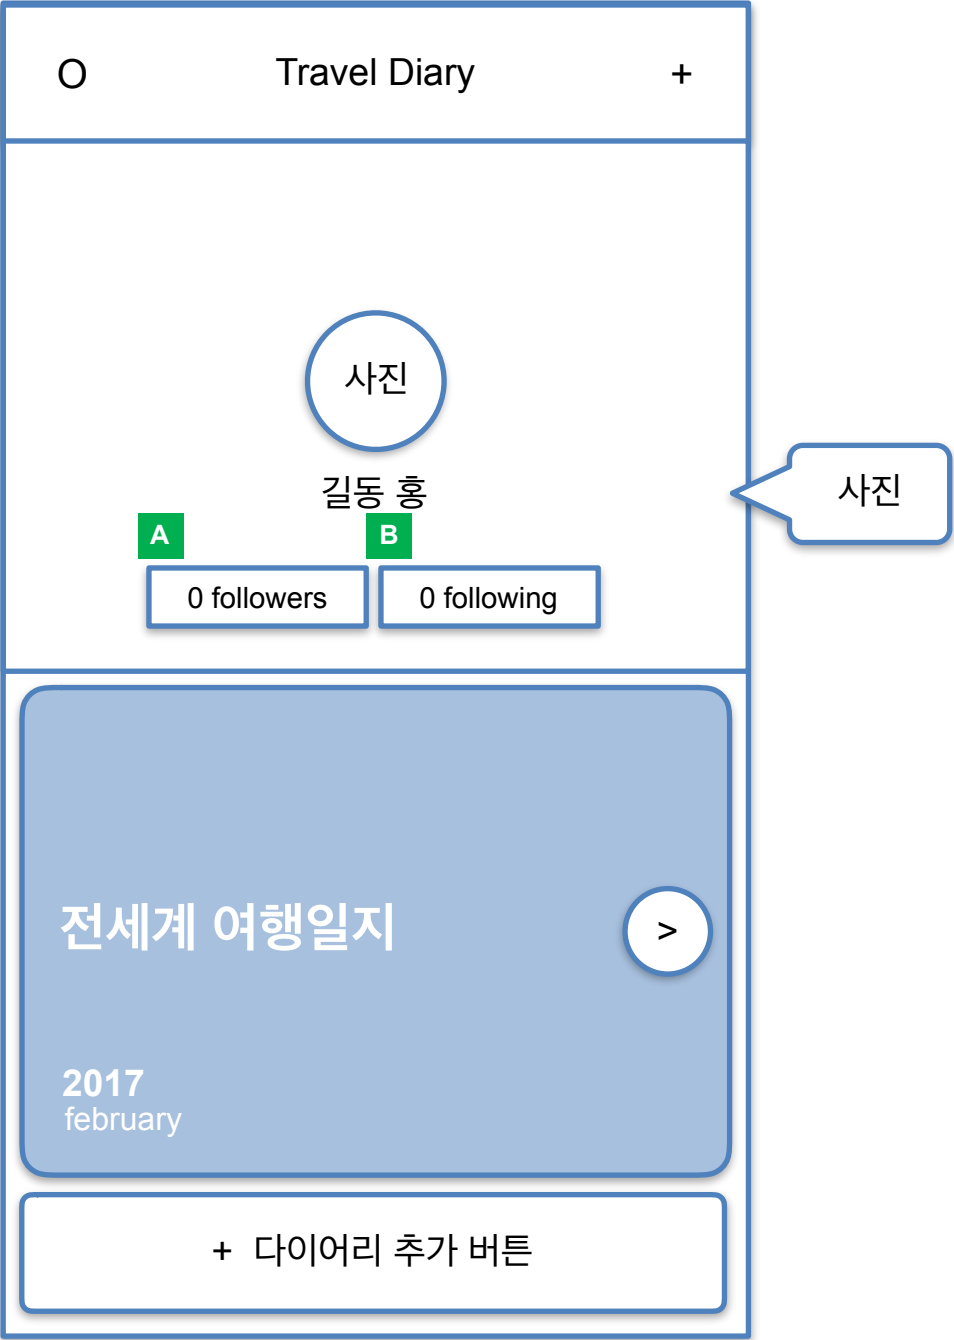 O Travel Diary +
사진
길동 홍
사진
A B
0 followers 0 following
전세계 여행일지
>
2017
february
+ 다이어리 추가 버튼